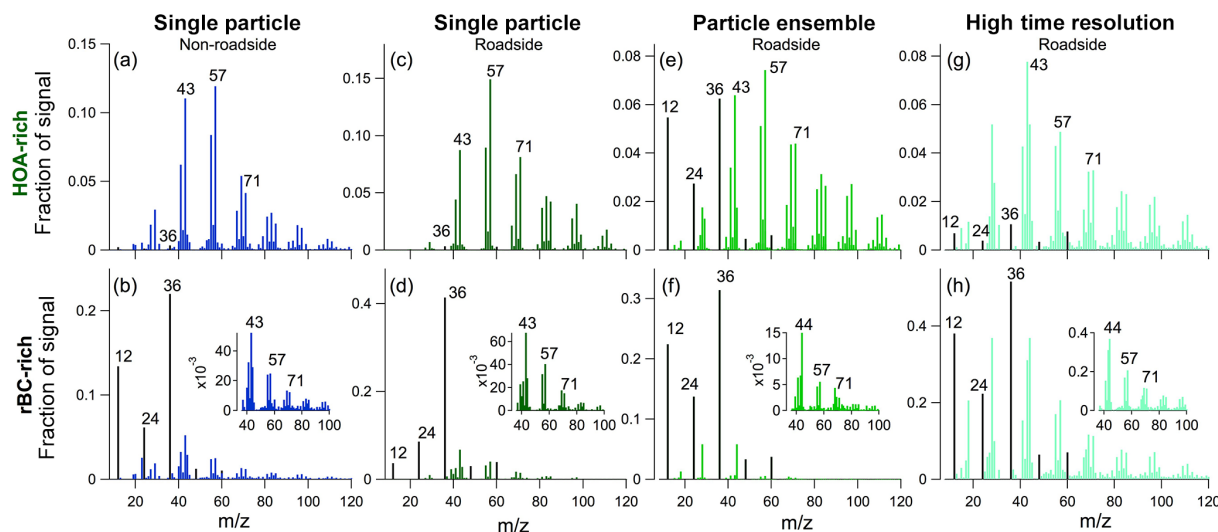 Single particle
Non-roadside
Single particle
Roadside
Particle ensemble
Roadside
High time resolution
Roadside
HOA-rich
Fraction of signal
(a)
0.15
0.10
0.05
0
43
57
71
36
(c)
0.15
0.10
0.05
0
57
43
71
36
(e)
0.08
0.06
0.04
0.02
0
12
24
36
43
57
71
(g)
0.08
0.06
0.04
0.02
0
12
24
36
43
57
71
rBC-rich
Fraction of signal
(b)
0.2
0.1
0
12
24
36
x10⁻³
40
20
0
43
57
71
40 60 80 100
20 40 60 80 100 120
m/z
(d)
0.4
0.2
0
12
24
36
x10⁻³
60
40
20
0
43
57
71
40 60 80 100
20 40 60 80 100 120
m/z
(f)
0.3
0.2
0.1
0
12
24
36
x10⁻³
15
10
5
0
44
57
71
40 60 80 100
20 40 60 80 100 120
m/z
(h)
0.4
0.2
0
12
24
36
0.4
0.2
0
44
57
71
40 60 80 100
20 40 60 80 100 120
m/z